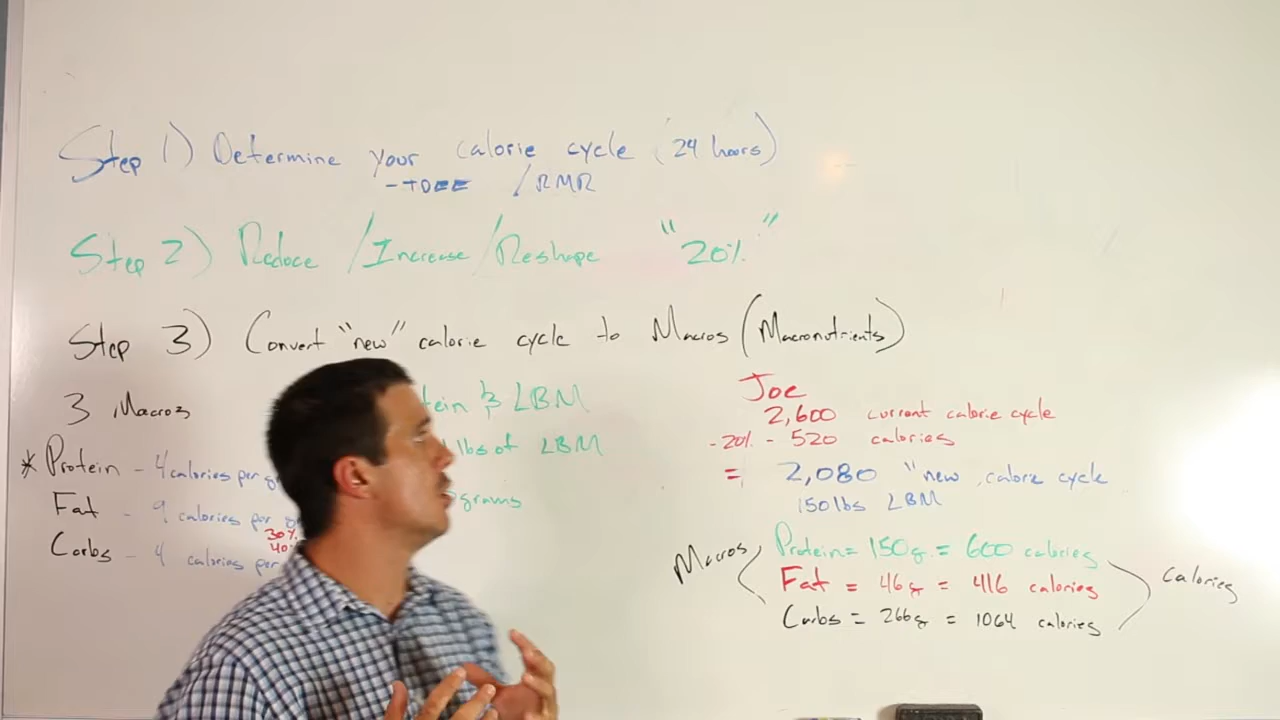 Step 1) Determine your calorie cycle (24 hours)
-TDEE / RMR
Step 2) Reduce / Increase / Reshape "20%"
Step 3) Convert "new" calorie cycle to Macros (Macronutrients)
3 Macros
* Protein - 4 calories per
Fat - 9 calories per
30%
40%
Carbs - 4 calories per
tein LBM
lbs of LBM
grams
Joe
2,600 current calorie cycle
-20% - 520 calories
= 2,080 "new calorie cycle
150 lbs LBM
Macros
Protein = 150g = 600 calories
Fat = 46g = 416 calories
Carbs = 266g = 1064 calories
Calories